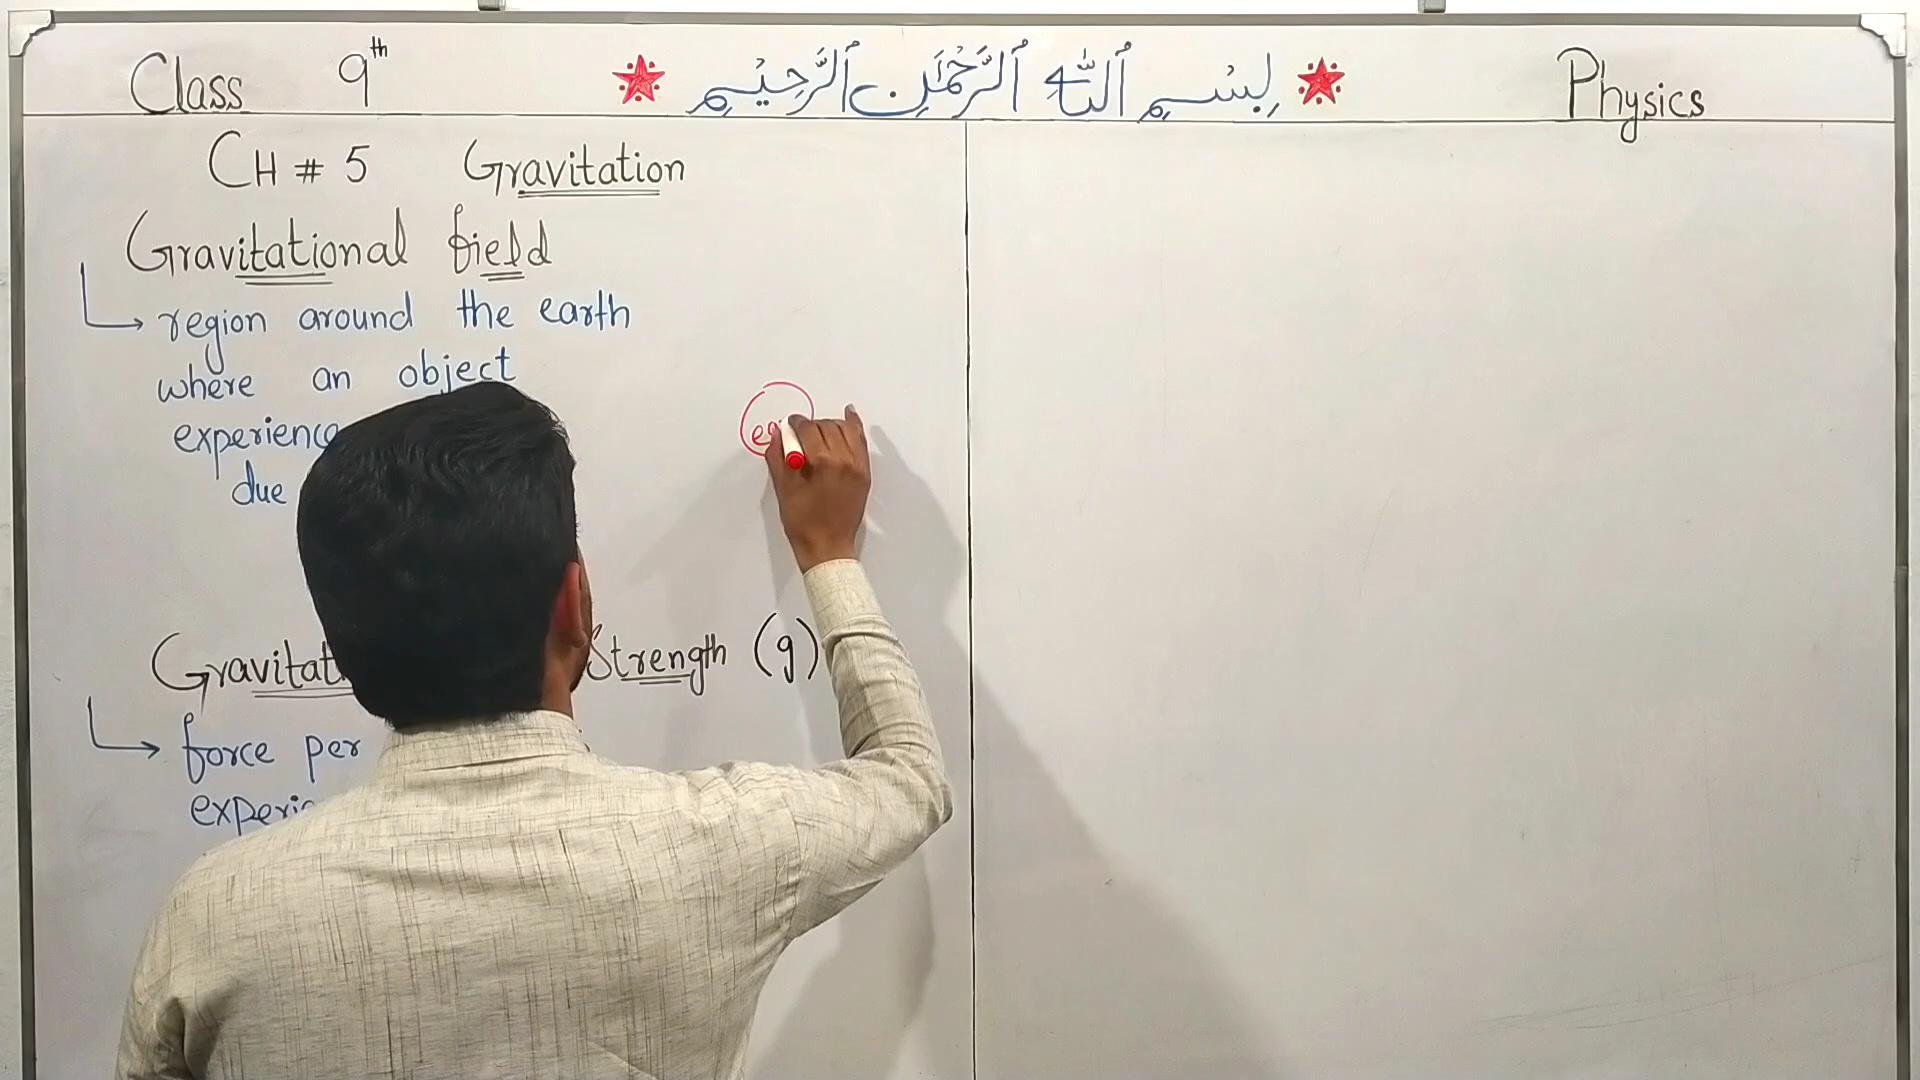 Class 9th
بِسْمِ ٱللَّٰهِ ٱلرَّحْمَٰنِ ٱلرَّحِيْمِ
Physics
CH # 5 Gravitation
Gravitational field
region around the earth
where an object
experience
due
Strength (g)
force per